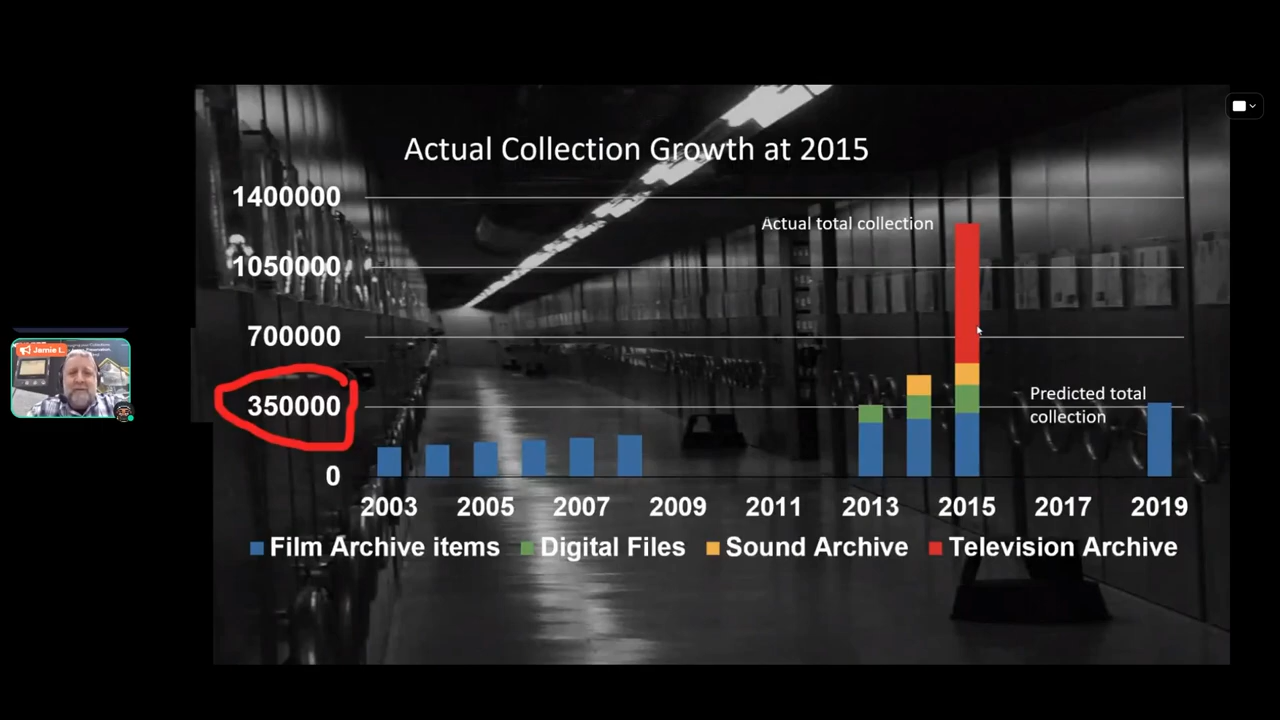 Actual Collection Growth at 2015
1400000
Actual total collection
1050000
700000
Jamie L.
350000
Predicted total
collection
0
2003 2005 2007 2009 2011 2013 2015 2017 2019
Film Archive items Digital Files Sound Archive Television Archive